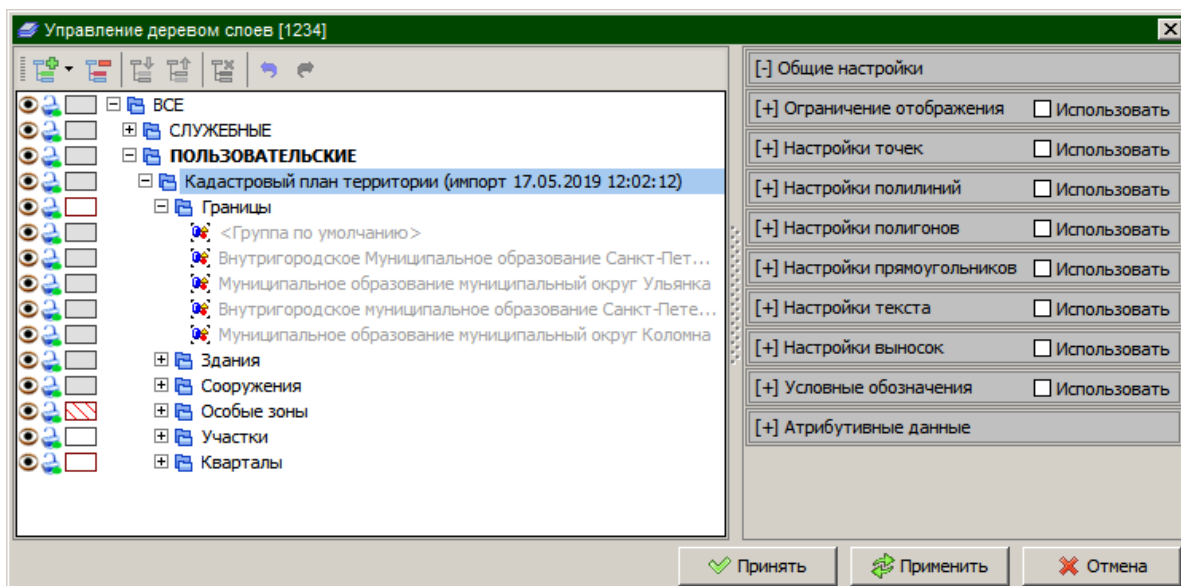 Управление деревом слоев [1234]
ВСЕ
СЛУЖЕБНЫЕ
ПОЛЬЗОВАТЕЛЬСКИЕ
Кадастровый план территории (импорт 17.05.2019 12:02:12)
Границы
<Группа по умолчанию>
Внутригородское Муниципальное образование Санкт-Пет...
Муниципальное образование муниципальный округ Ульянка
Внутригородское муниципальное образование Санкт-Пете...
Муниципальное образование муниципальный округ Коломна
Здания
Сооружения
Особые зоны
Участки
Кварталы
[-] Общие настройки
[+] Ограничение отображения Использовать
[+] Настройки точек Использовать
[+] Настройки полилиний Использовать
[+] Настройки полигонов Использовать
[+] Настройки прямоугольников Использовать
[+] Настройки текста Использовать
[+] Настройки выносок Использовать
[+] Условные обозначения Использовать
[+] Атрибутивные данные
Принять Применить Отмена